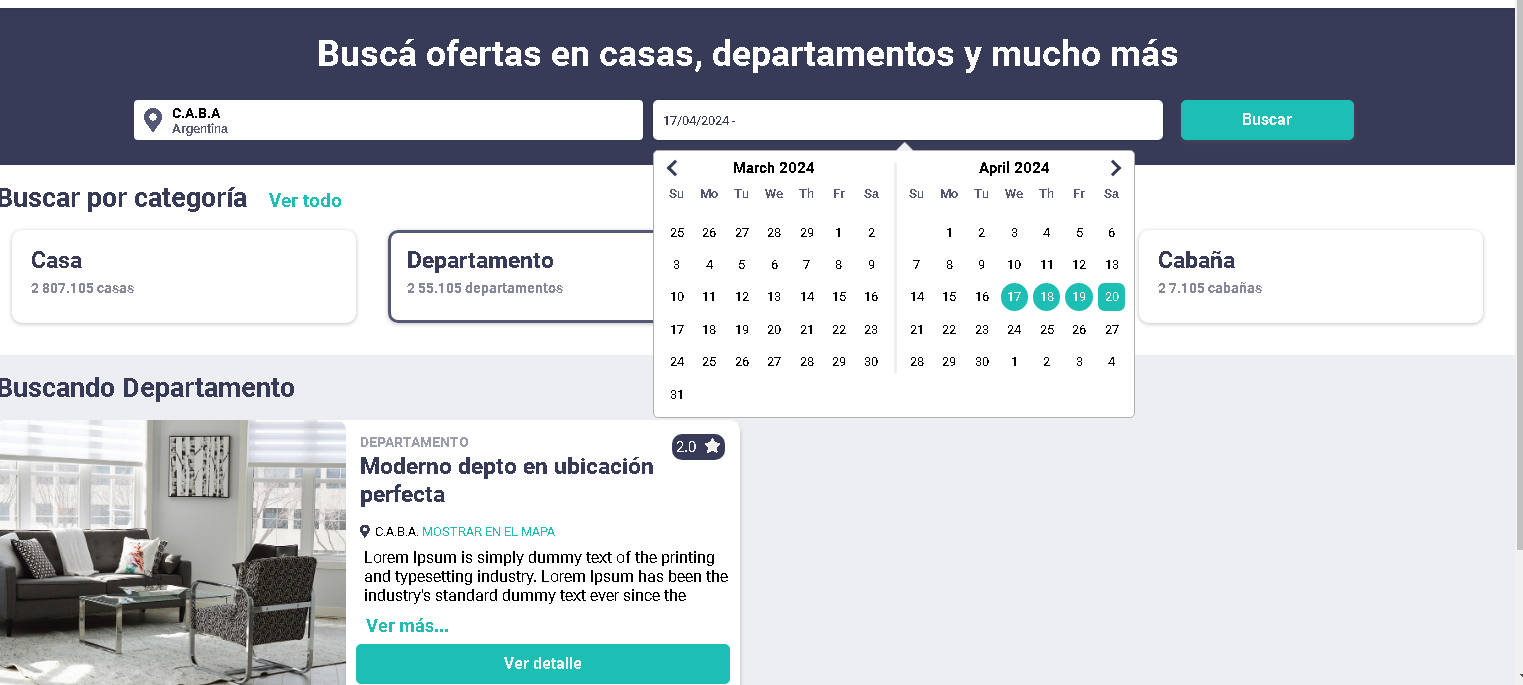 Buscá ofertas en casas, departamentos y mucho más
C.A.B.A
Argentina
17/04/2024 -
Buscar
March 2024
Su Mo Tu We Th Fr Sa
25 26 27 28 29 1 2
3 4 5 6 7 8 9
10 11 12 13 14 15 16
17 18 19 20 21 22 23
24 25 26 27 28 29 30
31
April 2024
Su Mo Tu We Th Fr Sa
1 2 3 4 5 6
7 8 9 10 11 12 13
14 15 16 17 18 19 20
21 22 23 24 25 26 27
28 29 30 1 2 3 4
Buscar por categoría Ver todo
Casa
2 807.105 casas
Departamento
2 55.105 departamentos
Cabaña
2 7.105 cabañas
Buscando Departamento
DEPARTAMENTO
2.0
Moderno depto en ubicación
perfecta
C.A.B.A. MOSTRAR EN EL MAPA
Lorem Ipsum is simply dummy text of the printing
and typesetting industry. Lorem Ipsum has been the
industry's standard dummy text ever since the
Ver más...
Ver detalle